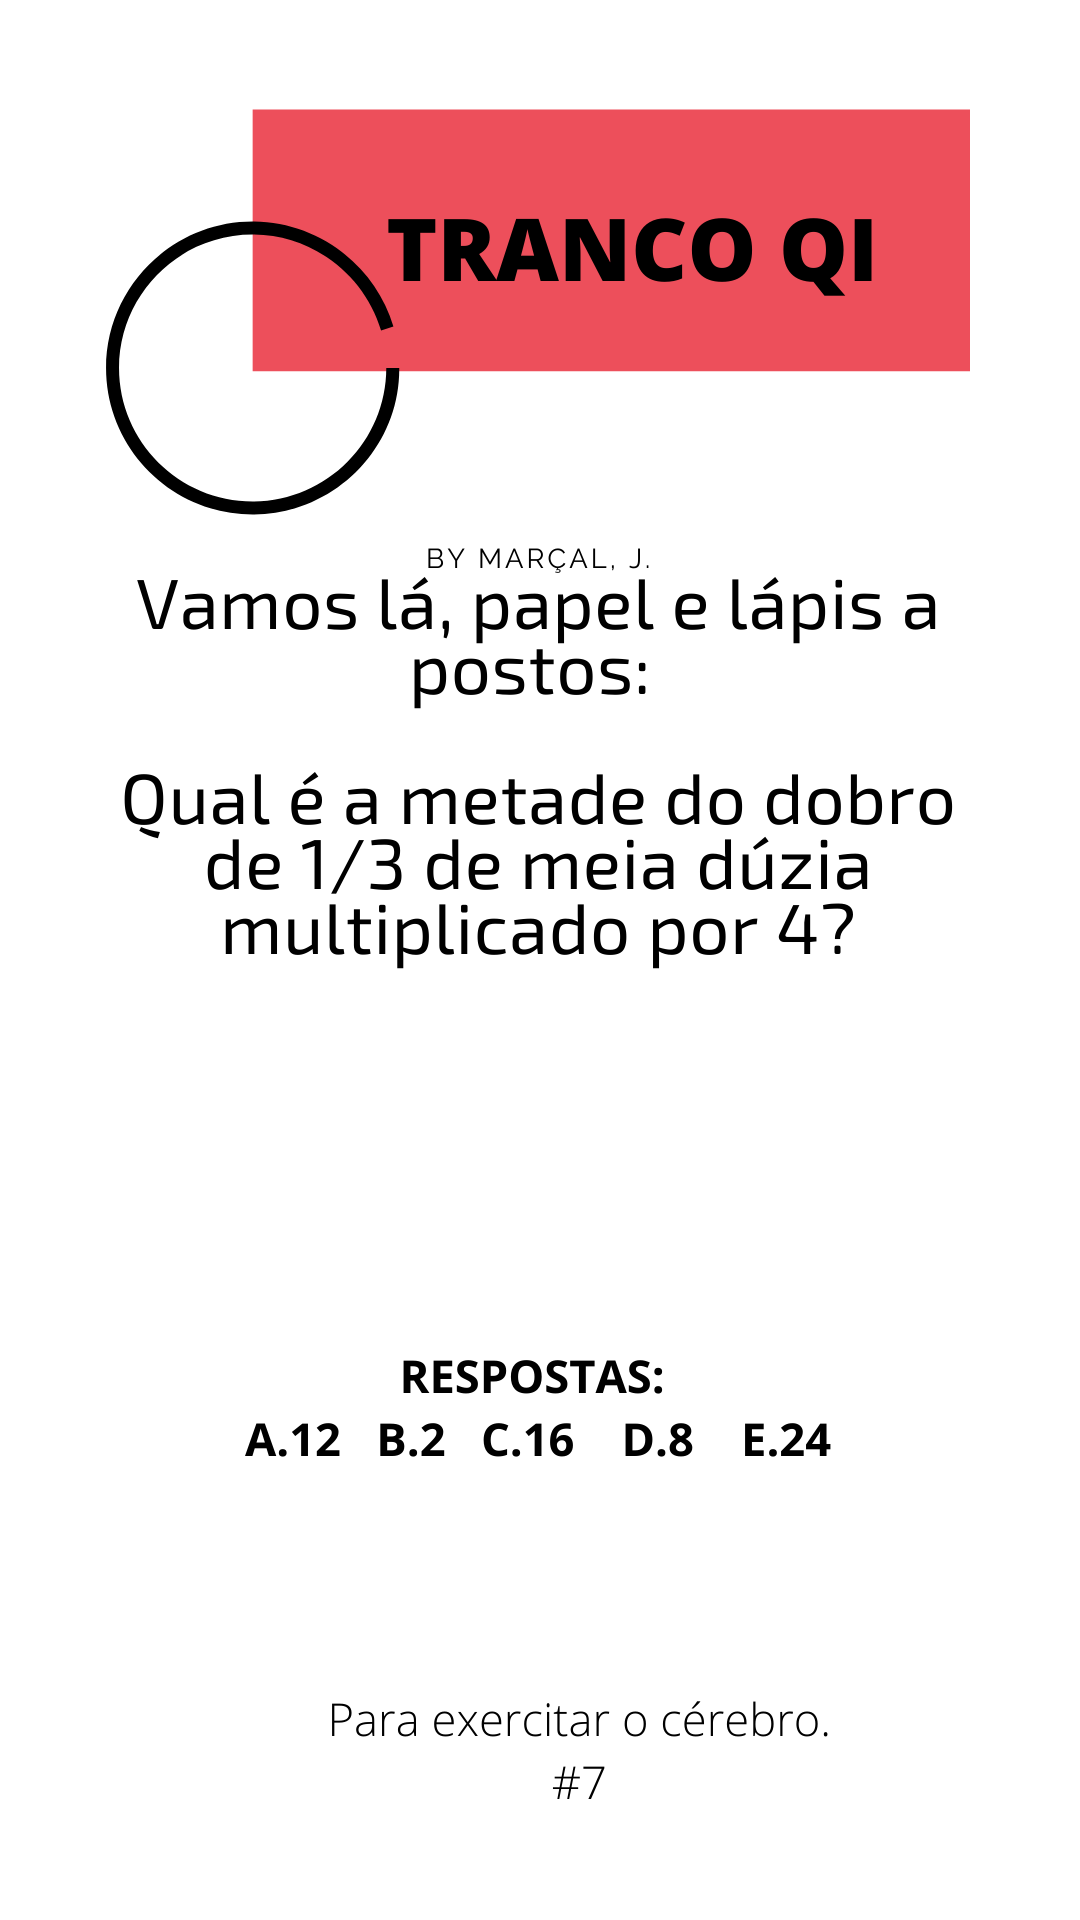 TRANCO QI
BY MARÇAL, J.
Vamos lá, papel e lápis a
postos:
Qual é a metade do dobro
de 1/3 de meia dúzia
multiplicado por 4?
RESPOSTAS:
A.12 B.2 C.16 D.8 E.24
Para exercitar o cérebro.
#7